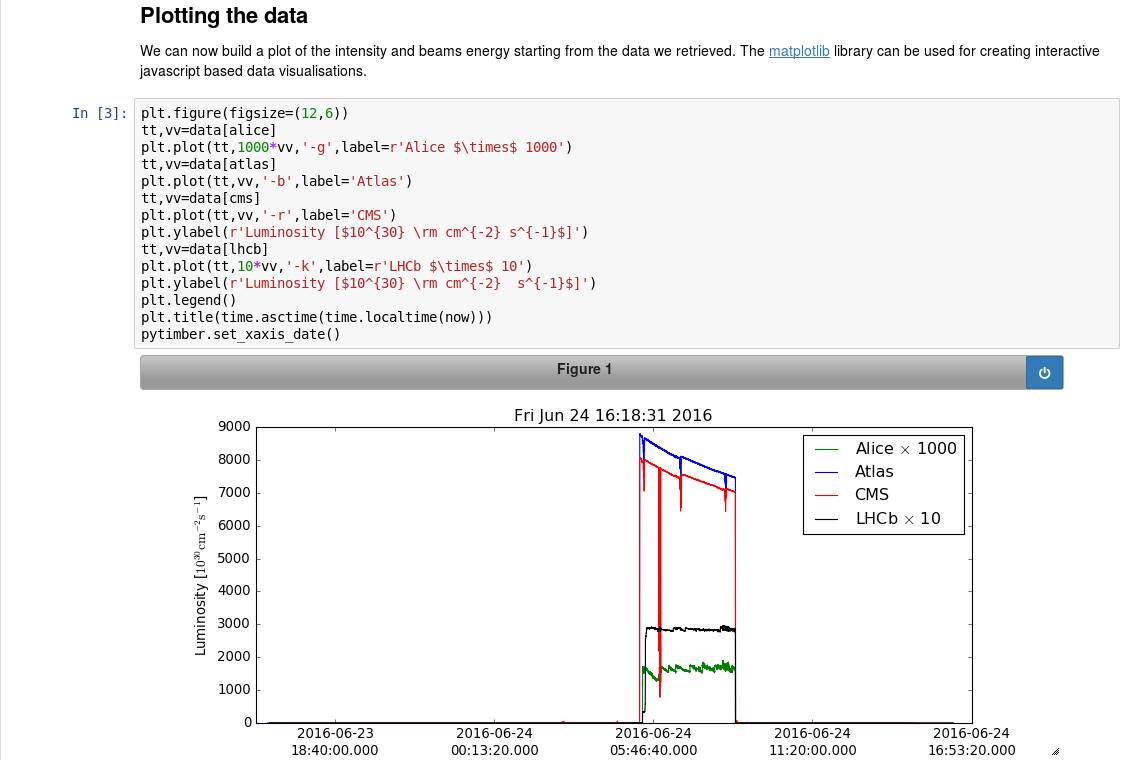 Plotting the data
We can now build a plot of the intensity and beams energy starting from the data we retrieved. The matplotlib library can be used for creating interactive
javascript based data visualisations.
In [3]:
plt.figure(figsize=(12,6))
tt,vv=data[alice]
plt.plot(tt,1000*vv,'-g',label=r'Alice $\times$ 1000')
tt,vv=data[atlas]
plt.plot(tt,vv,'-b',label='Atlas')
tt,vv=data[cms]
plt.plot(tt,vv,'-r',label='CMS')
plt.ylabel(r'Luminosity [$10^{30} \rm cm^{-2} s^{-1}$]')
tt,vv=data[lhcb]
plt.plot(tt,10*vv,'-k',label=r'LHCb $\times$ 10')
plt.ylabel(r'Luminosity [$10^{30} \rm cm^{-2}  s^{-1}$]')
plt.legend()
plt.title(time.asctime(time.localtime(now)))
pytimber.set_xaxis_date()
Figure 1
Fri Jun 24 16:18:31 2016
Luminosity [10³⁰cm⁻²s⁻¹]
9000
8000
7000
6000
5000
4000
3000
2000
1000
0
Alice × 1000
Atlas
CMS
LHCb × 10
2016-06-23
18:40:00.000
2016-06-24
00:13:20.000
2016-06-24
05:46:40.000
2016-06-24
11:20:00.000
2016-06-24
16:53:20.000